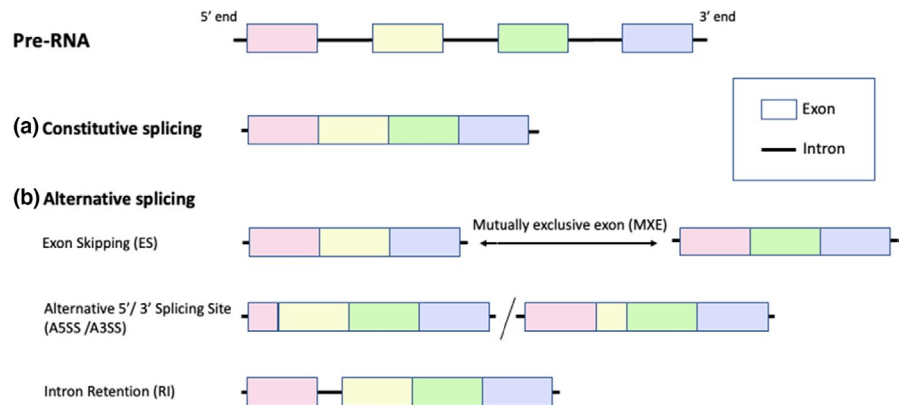 5’ end
3’ end
Pre-RNA
Exon
Intron
(a) Constitutive splicing
(b) Alternative splicing
Exon Skipping (ES)
Mutually exclusive exon (MXE)
Alternative 5’/ 3’ Splicing Site
(A5SS /A3SS)
Intron Retention (RI)